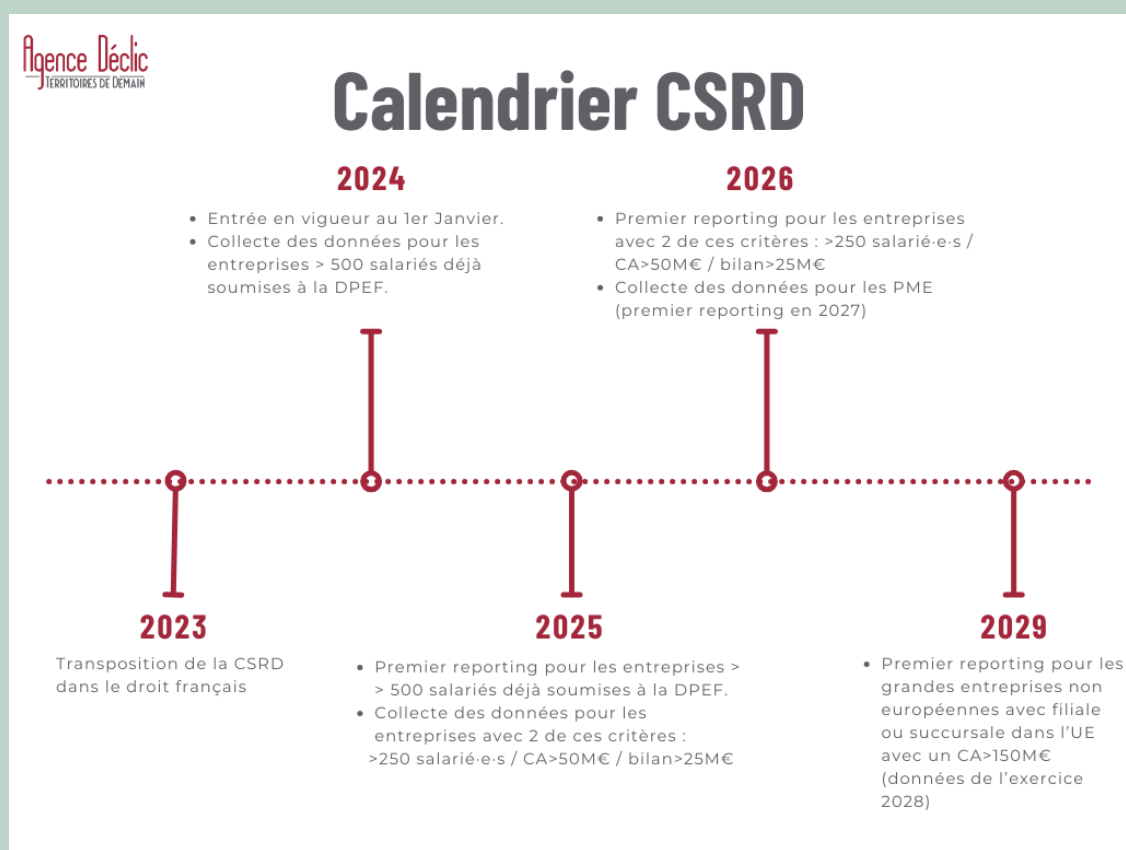 Agence Déclic
TERRITOIRES DE DEMAIN
Calendrier CSRD
2024
• Entrée en vigueur au 1er Janvier.
• Collecte des données pour les
entreprises > 500 salariés déjà
soumises à la DPEF.
2026
• Premier reporting pour les entreprises
avec 2 de ces critères : >250 salarié·e·s /
CA>50M€ / bilan>25M€
• Collecte des données pour les PME
(premier reporting en 2027)
2023
Transposition de la CSRD
dans le droit français
2025
• Premier reporting pour les entreprises >
> 500 salariés déjà soumises à la DPEF.
• Collecte des données pour les
entreprises avec 2 de ces critères :
>250 salarié·e·s / CA>50M€ / bilan>25M€
2029
• Premier reporting pour les
grandes entreprises non
européennes avec filiale
ou succursale dans l'UE
avec un CA>150M€
(données de l'exercice
2028)